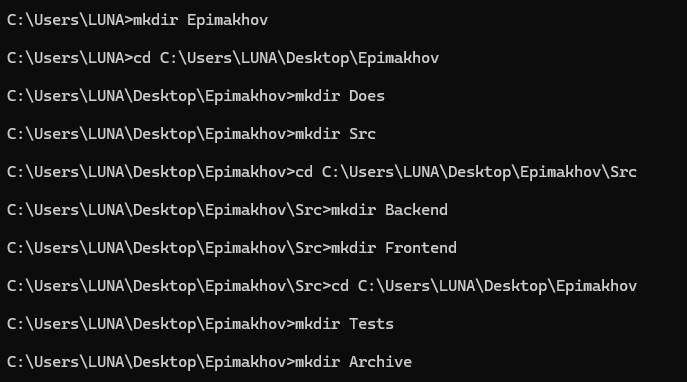 C:\Users\LUNA>mkdir Epimakhov
C:\Users\LUNA>cd C:\Users\LUNA\Desktop\Epimakhov
C:\Users\LUNA\Desktop\Epimakhov>mkdir Does
C:\Users\LUNA\Desktop\Epimakhov>mkdir Src
C:\Users\LUNA\Desktop\Epimakhov>cd C:\Users\LUNA\Desktop\Epimakhov\Src
C:\Users\LUNA\Desktop\Epimakhov\Src>mkdir Backend
C:\Users\LUNA\Desktop\Epimakhov\Src>mkdir Frontend
C:\Users\LUNA\Desktop\Epimakhov\Src>cd C:\Users\LUNA\Desktop\Epimakhov
C:\Users\LUNA\Desktop\Epimakhov>mkdir Tests
C:\Users\LUNA\Desktop\Epimakhov>mkdir Archive